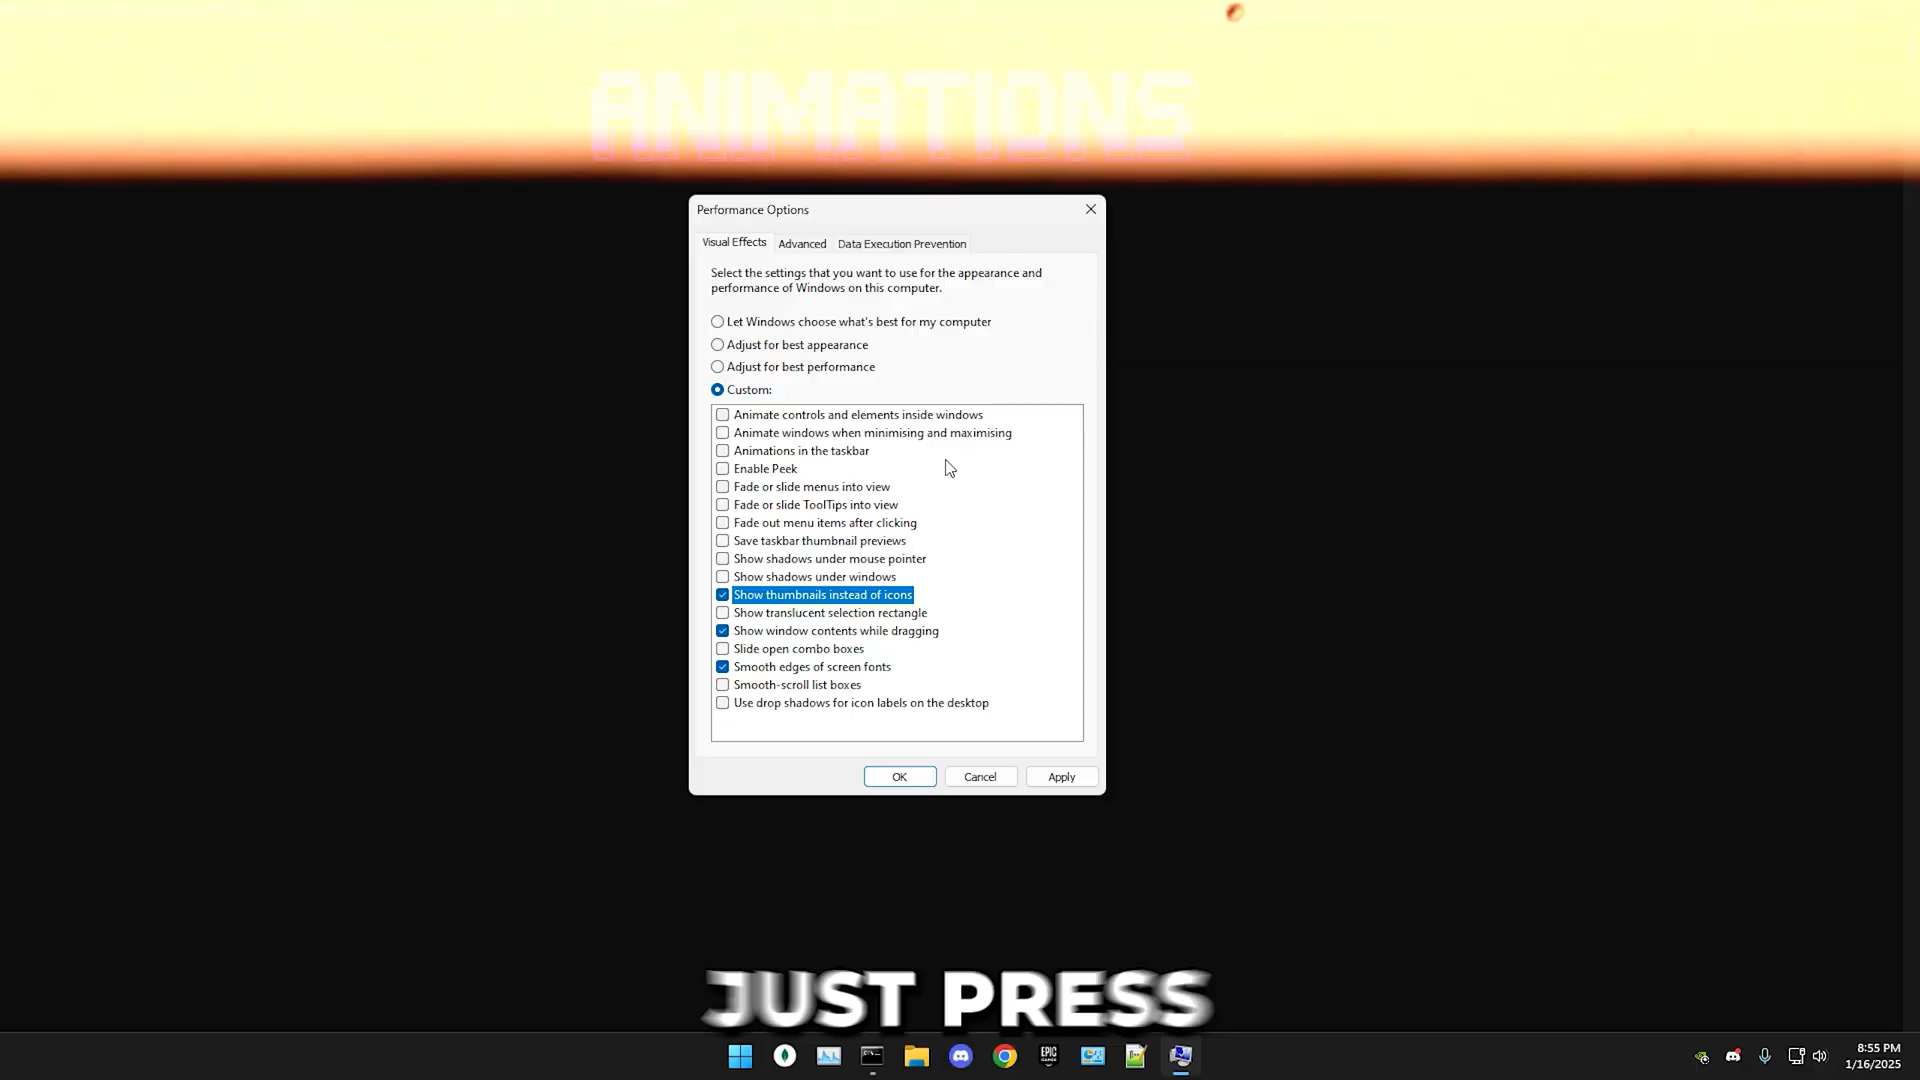 ANIMATIONS
Performance Options
Visual Effects
Advanced
Data Execution Prevention
Select the settings that you want to use for the appearance and
performance of Windows on this computer.
Let Windows choose what's best for my computer
Adjust for best appearance
Adjust for best performance
Custom:
Animate controls and elements inside windows
Animate windows when minimising and maximising
Animations in the taskbar
Enable Peek
Fade or slide menus into view
Fade or slide ToolTips into view
Fade out menu items after clicking
Save taskbar thumbnail previews
Show shadows under mouse pointer
Show shadows under windows
Show thumbnails instead of icons
Show translucent selection rectangle
Show window contents while dragging
Slide open combo boxes
Smooth edges of screen fonts
Smooth-scroll list boxes
Use drop shadows for icon labels on the desktop
OK
Cancel
Apply
JUST PRESS
EPIC
GAMES
8:55 PM
1/16/2025